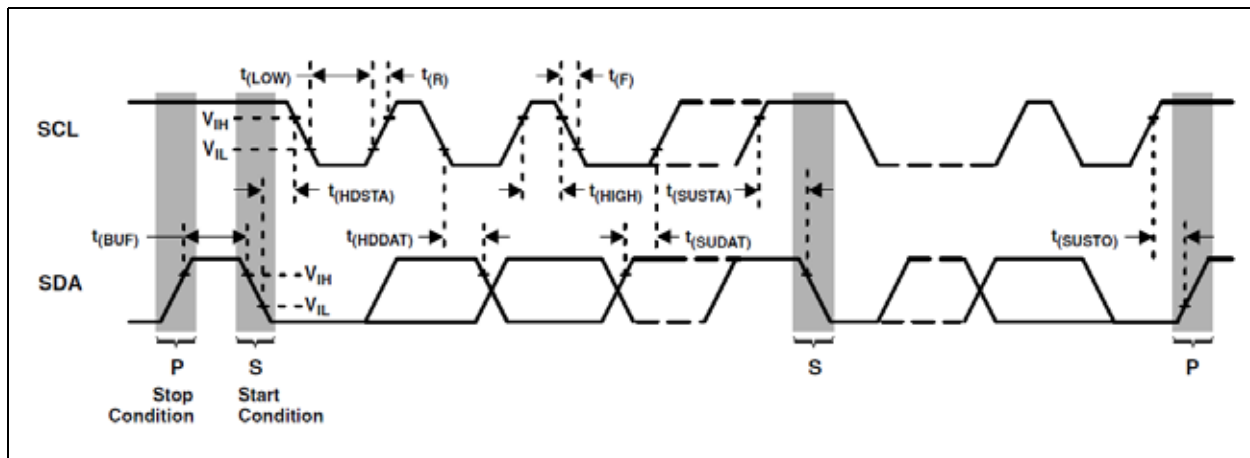 t(LOW)
t(R)
t(F)
SCL
VIH
VIL
t(HDSTA)
t(HIGH)
t(SUSTA)
t(BUF)
t(HDDAT)
t(SUDAT)
t(SUSTO)
SDA
VIH
VIL
P
S
S
P
Stop
Condition
Start
Condition